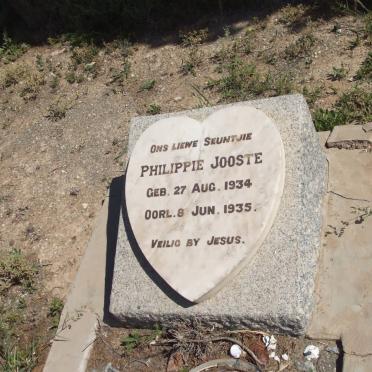 Ons liewe Seuntjie
Philippie Jooste
Geb. 27 Aug. 1934
Oorl. 8 Jun. 1935.
Veilig by Jesus.